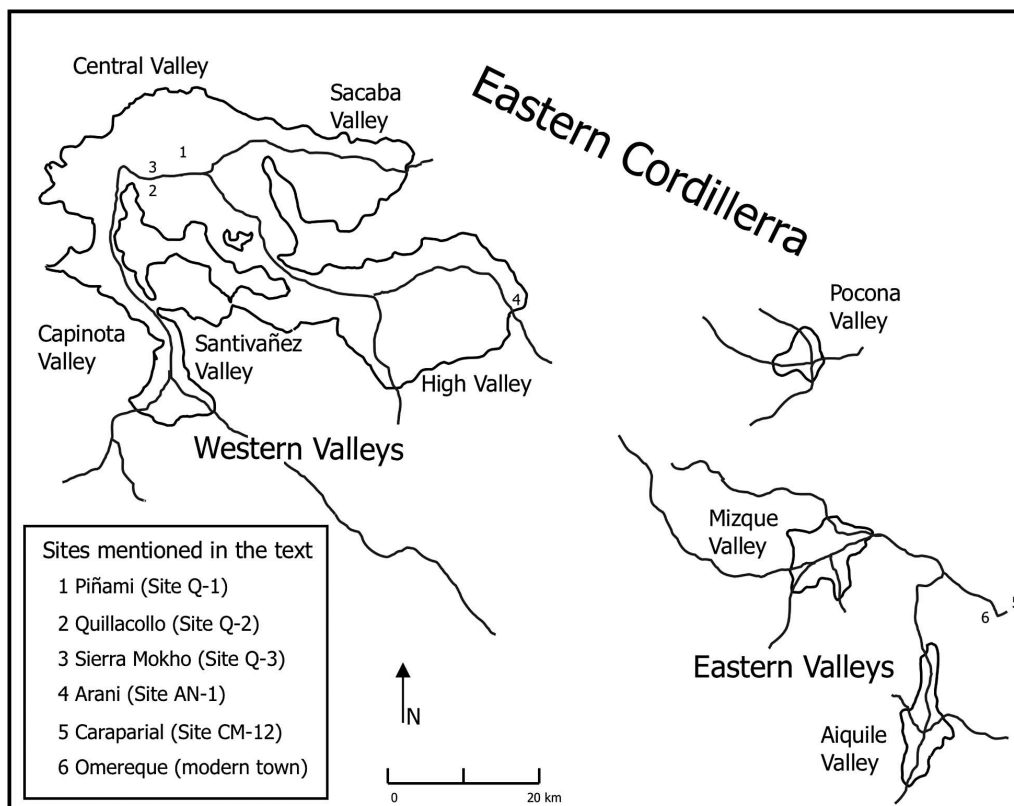 Central Valley
Sacaba
Valley
Eastern Cordillerra
1
3
2
4
Pocona
Valley
Capinota
Valley
Santivañez
Valley
High Valley
Western Valleys
Mizque
Valley
5
6
Eastern Valleys
Aiquile
Valley
Sites mentioned in the text
1 Piñami (Site Q-1)
2 Quillacollo (Site Q-2)
3 Sierra Mokho (Site Q-3)
4 Arani (Site AN-1)
5 Caraparial (Site CM-12)
6 Omereque (modern town)
N
0
20 km